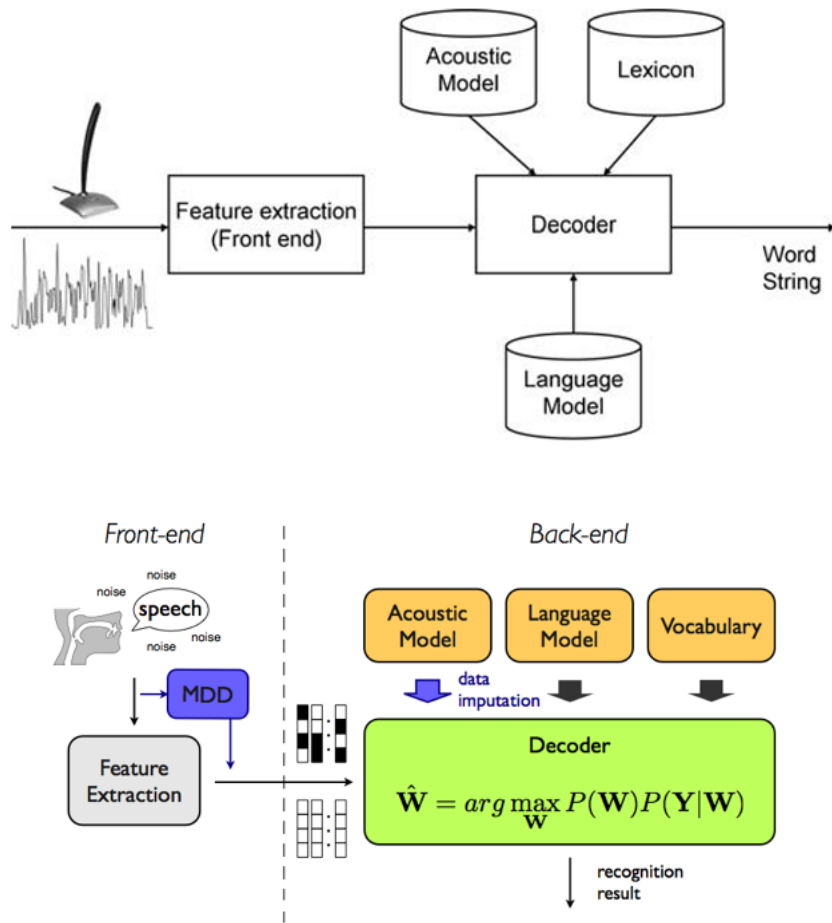 Acoustic
Model
Lexicon
Feature extraction
(Front end)
Decoder
Word
String
Language
Model
Front-end
Back-end
noise
noise
speech
noise
noise
MDD
Feature
Extraction
Acoustic
Model
Language
Model
Vocabulary
data
imputation
Decoder
Ŵ = arg max P(W)P(Y|W)
W
recognition
result